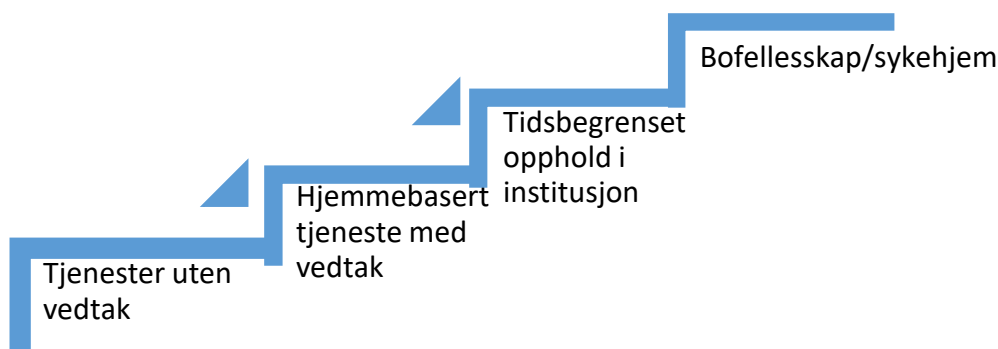 Tjenester uten
vedtak
Hjemmebasert
tjeneste med
vedtak
Tidsbegrenset
opphold i
institusjon
Bofellesskap/sykehjem